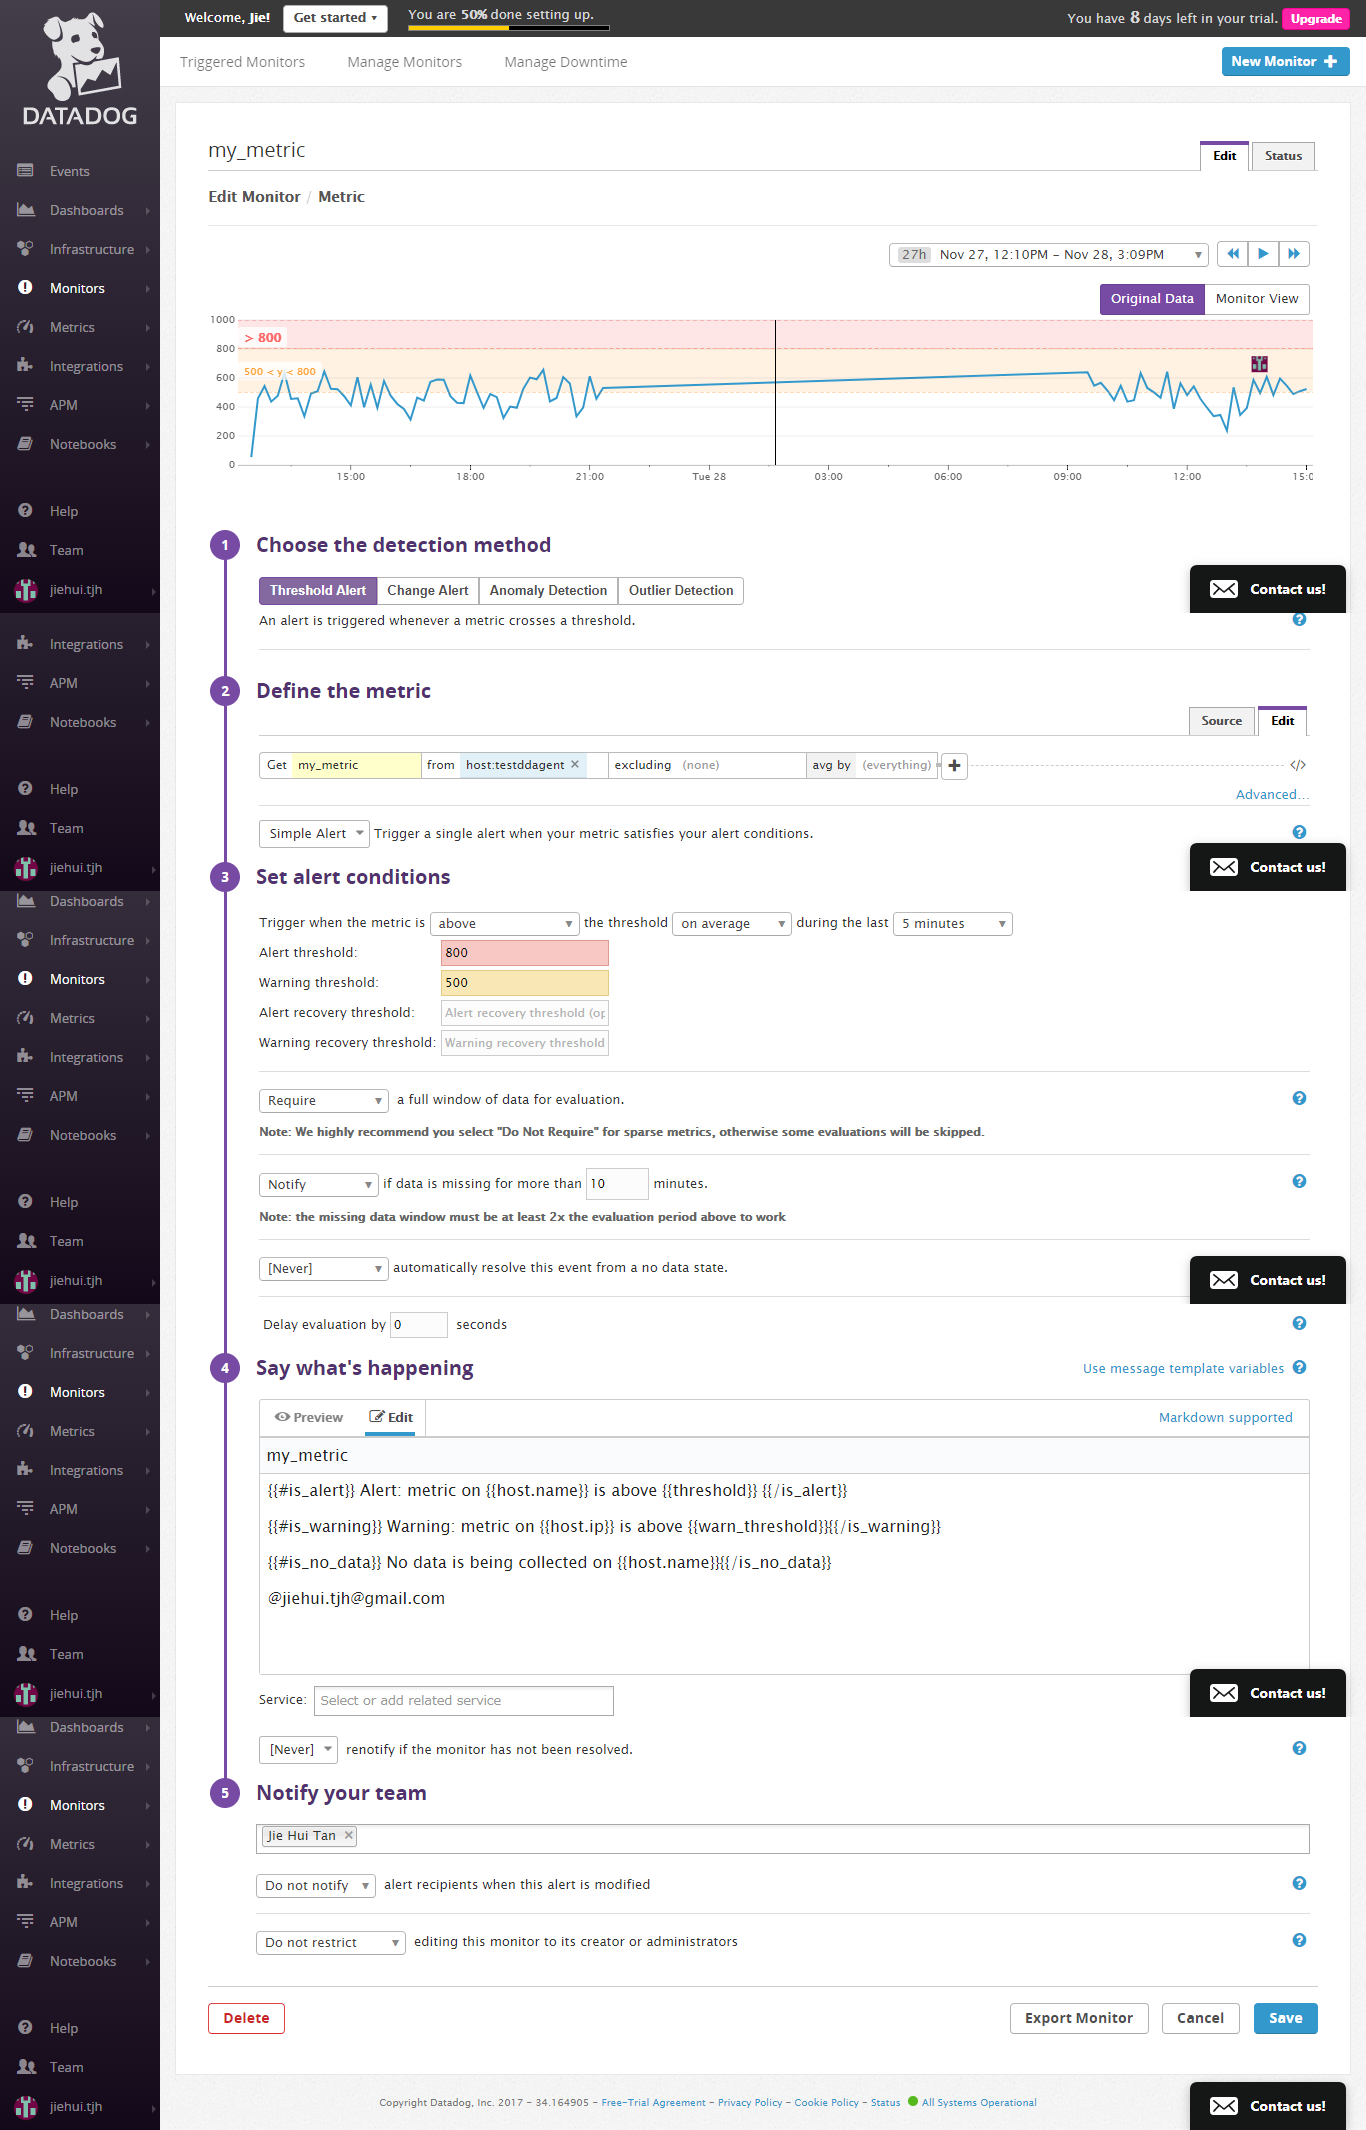 Welcome, Jie!
Get started
You are 50% done setting up.
You have 8 days left in your trial.
Upgrade
DATADOG
Triggered Monitors
Manage Monitors
Manage Downtime
New Monitor
Events
Dashboards
Infrastructure
Monitors
Metrics
Integrations
APM
Notebooks
Help
Team
jiehui.tjh
Integrations
APM
Notebooks
Help
Team
jiehui.tjh
Dashboards
Infrastructure
Monitors
Metrics
Integrations
APM
Notebooks
Help
Team
jiehui.tjh
Dashboards
Infrastructure
Monitors
Metrics
Integrations
APM
Notebooks
Help
Team
jiehui.tjh
Dashboards
Infrastructure
Monitors
Metrics
Integrations
APM
Notebooks
Help
Team
jiehui.tjh
my_metric
Edit
Status
Edit Monitor / Metric
27h Nov 27, 12:10PM - Nov 28, 3:09PM
Original Data
Monitor View
1000
800
600
400
200
0
> 800
500 < y < 800
15:00
18:00
21:00
Tue 28
03:00
06:00
09:00
12:00
1 Choose the detection method
Threshold Alert
Change Alert
Anomaly Detection
Outlier Detection
An alert is triggered whenever a metric crosses a threshold.
Contact us!
2 Define the metric
Source
Edit
Get my_metric from host:testddagent × excluding (none) avg by (everything) +
</>
Advanced...
Simple Alert Trigger a single alert when your metric satisfies your alert conditions.
Contact us!
3 Set alert conditions
Trigger when the metric is above the threshold on average during the last 5 minutes
Alert threshold: 800
Warning threshold: 500
Alert recovery threshold: Alert recovery threshold (op
Warning recovery threshold: Warning recovery threshold
Require a full window of data for evaluation.
Note: We highly recommend you select "Do Not Require" for sparse metrics, otherwise some evaluations will be skipped.
Notify if data is missing for more than 10 minutes.
Note: the missing data window must be at least 2x the evaluation period above to work
[Never] automatically resolve this event from a no data state.
Contact us!
Delay evaluation by 0 seconds
4 Say what's happening
Use message template variables
Preview
Edit
Markdown supported
my_metric
{{#is_alert}} Alert: metric on {{host.name}} is above {{threshold}} {{/is_alert}}
{{#is_warning}} Warning: metric on {{host.ip}} is above {{warn_threshold}}{{/is_warning}}
{{#is_no_data}} No data is being collected on {{host.name}}{{/is_no_data}}
@jiehui.tjh@gmail.com
Service: Select or add related service
Contact us!
[Never] renotify if the monitor has not been resolved.
5 Notify your team
Jie Hui Tan ×
Do not notify alert recipients when this alert is modified
Do not restrict editing this monitor to its creator or administrators
Delete
Export Monitor
Cancel
Save
Copyright Datadog, Inc. 2017 - 34.164905 - Free-Trial Agreement - Privacy Policy - Cookie Policy - Status All Systems Operational
Contact us!